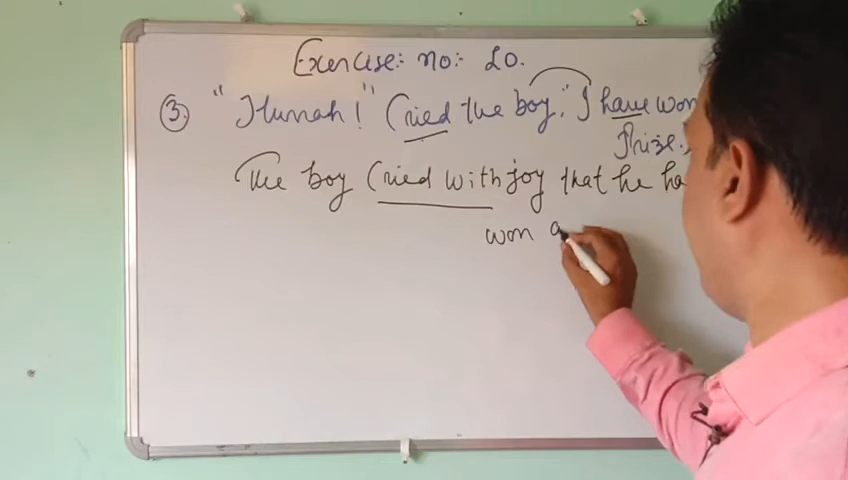 Exercise:- no:- 20.
③ "Hurrah!" Cried the boy, "I have won
Prize.
The boy Cried with joy that he ha
won a